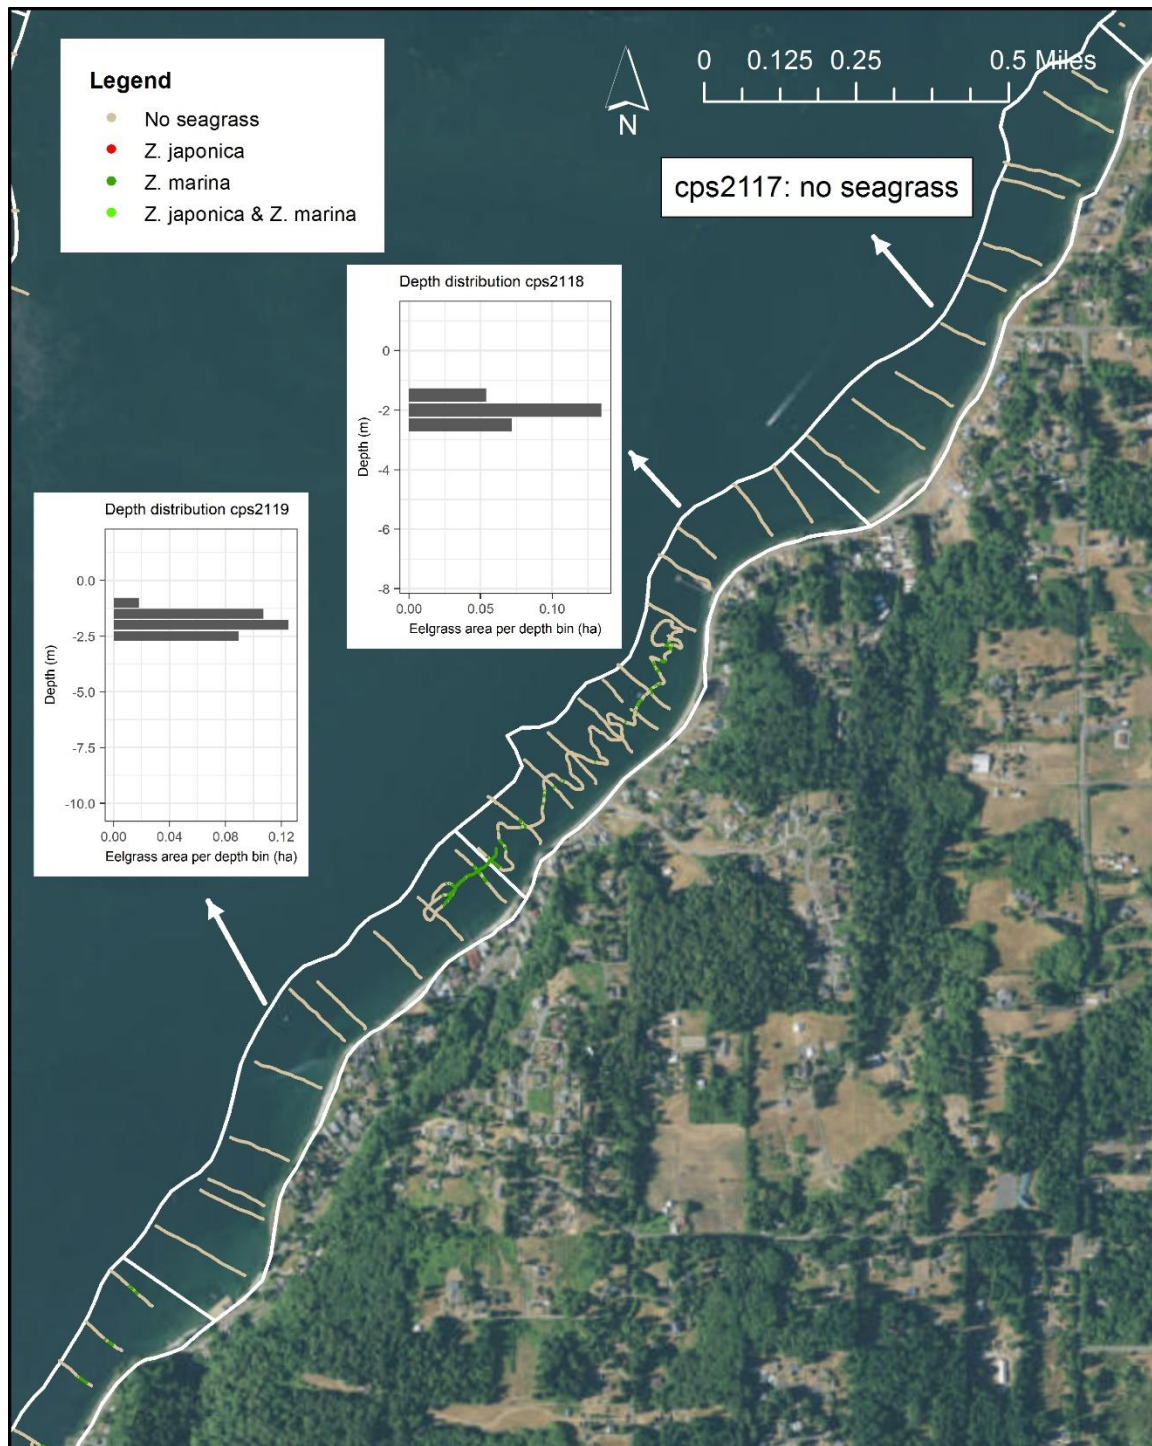 Legend
No seagrass
Z. japonica
Z. marina
Z. japonica & Z. marina
N
0 0.125 0.25 0.5 Miles
cps2117: no seagrass
Depth distribution cps2118
Depth (m)
0
-2
-4
-6
-8
0.00 0.05 0.10
Eelgrass area per depth bin (ha)
Depth distribution cps2119
Depth (m)
0.0
-2.5
-5.0
-7.5
-10.0
0.00 0.04 0.08 0.12
Eelgrass area per depth bin (ha)